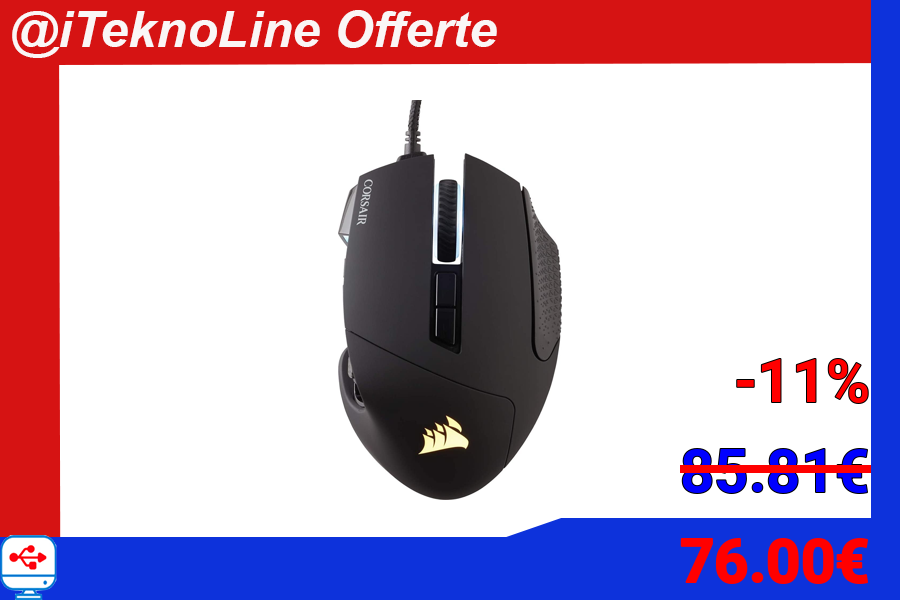 @iTeknoLine Offerte
CORSAIR
-11%
85.81€
76.00€